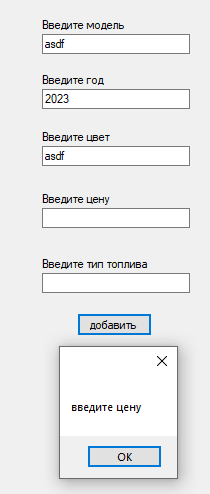 Введите модель
asdf
Введите год
2023
Введите цвет
asdf
Введите цену
Введите тип топлива
добавить
введите цену
OK